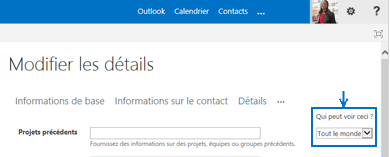 Outlook Calendrier Contacts ...
?
Modifier les détails
Informations de base Informations sur le contact Détails ...
Qui peut voir ceci ?
Projets précédents
Tout le monde
Fournissez des informations sur des projets, équipes ou groupes précédents.